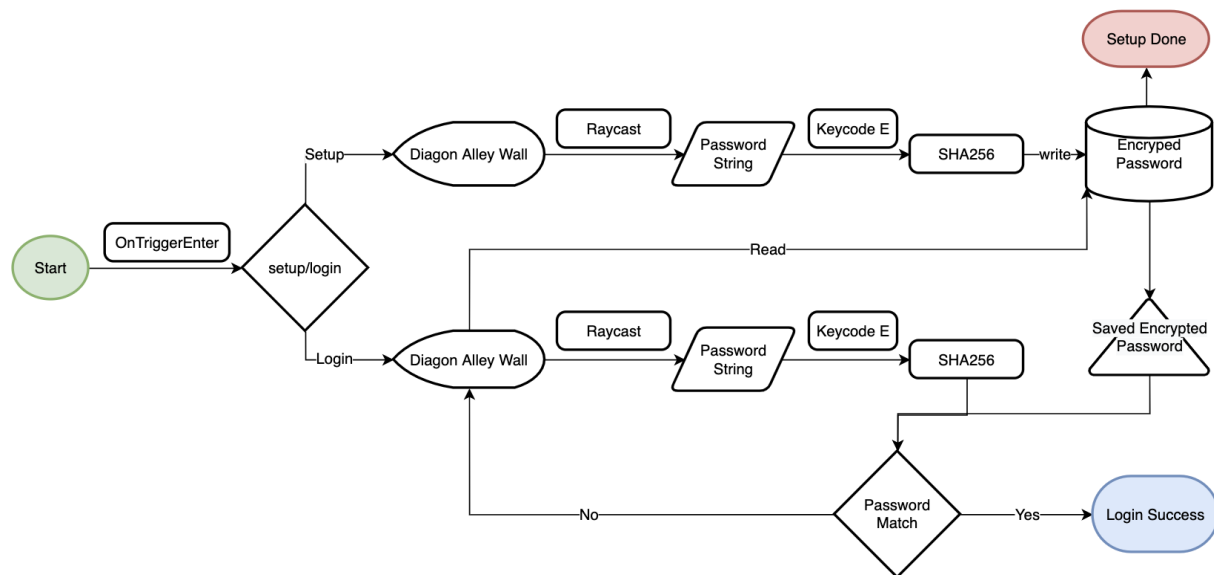 Setup Done
Raycast
Keycode E
Setup
Diagon Alley Wall
Password
String
SHA256
write
Encryped
Password
OnTriggerEnter
Start
setup/login
Read
Raycast
Keycode E
Login
Diagon Alley Wall
Password
String
SHA256
Saved Encrypted
Password
No
Password
Match
Yes
Login Success